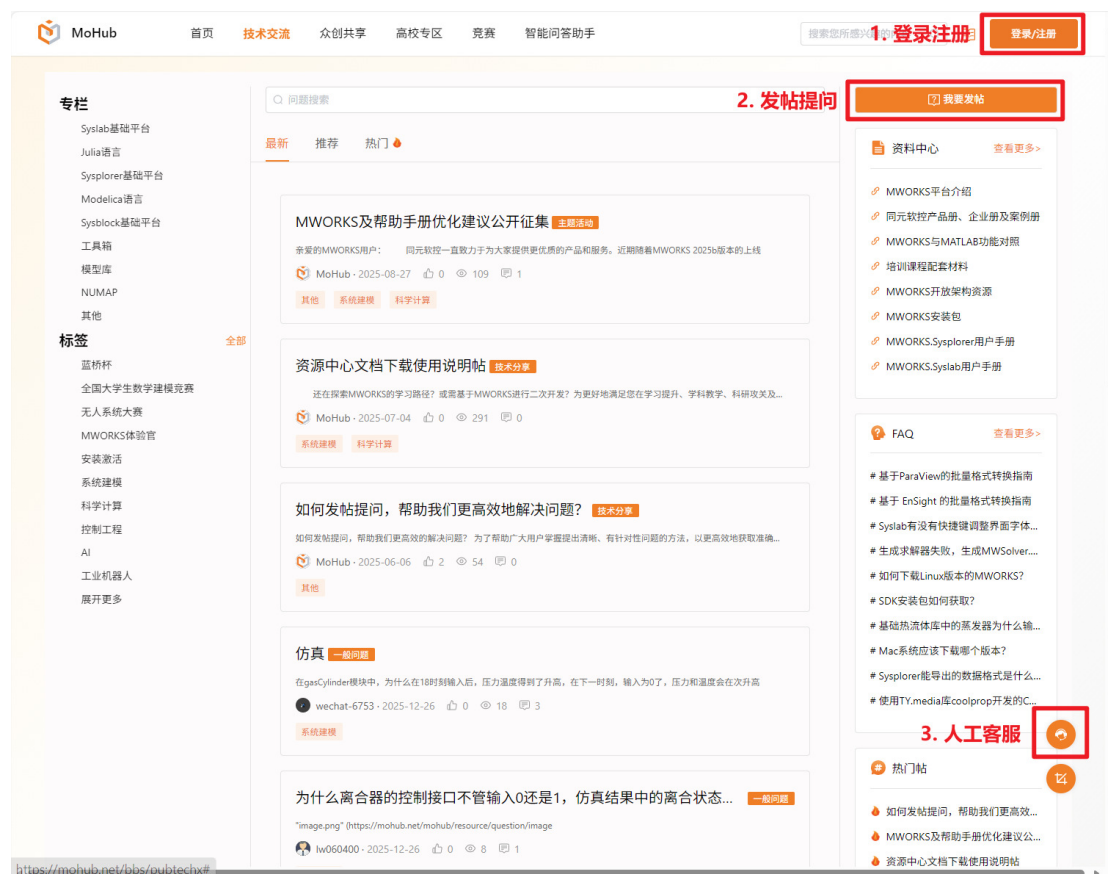 MoHub
首页 技术交流 众创共享 高校专区 竞赛 智能问答助手
1. 登录注册
登录/注册
专栏
Syslab基础平台
Julia语言
Sysplorer基础平台
Modelica语言
Sysblock基础平台
工具箱
模型库
NUMAP
其他
标签 全部
蓝桥杯
全国大学生数学建模竞赛
无人系统大赛
MWORKS体验官
安装激活
系统建模
科学计算
控制工程
AI
工业机器人
展开更多
问题搜索
2. 发帖提问
我要发帖
最新 推荐 热门
MWORKS及帮助手册优化建议公开征集 主题活动
亲爱的MWORKS用户： 同元软控一直致力于为大家提供更优质的产品和服务。近期随着MWORKS 2025b版本的上线
MoHub · 2025-08-27 0 109 1
其他 系统建模 科学计算
资源中心文档下载使用说明帖 技术分享
还在探索MWORKS的学习路径？或需基于MWORKS进行二次开发？为更好地满足您在学习提升、学科教学、科研攻关及...
MoHub · 2025-07-04 0 291 0
系统建模 科学计算
如何发帖提问，帮助我们更高效地解决问题？ 技术分享
如何发帖提问，帮助我们更高效的解决问题？ 为了帮助广大用户掌握提出清晰、有针对性问题的方法，以更高效地获取准确...
MoHub · 2025-06-06 2 54 0
其他
仿真 一般问题
在gasCylinder模块中，为什么在18时刻输入后，压力温度得到了升高，在下一时刻，输入为0了，压力和温度会在次升高
wechat-6753 · 2025-12-26 0 18 3
系统建模
为什么离合器的控制接口不管输入0还是1，仿真结果中的离合状态... 一般问题
"image.png" (https://mohub.net/mohub/resource/question/image
lw060400 · 2025-12-26 0 8 1
资料中心 查看更多>
MWORKS平台介绍
同元软控产品册、企业册及案例册
MWORKS与MATLAB功能对照
培训课程配套材料
MWORKS开放架构资源
MWORKS安装包
MWORKS.Sysplorer用户手册
MWORKS.Syslab用户手册
FAQ 查看更多>
# 基于ParaView的批量格式转换指南
# 基于 EnSight 的批量格式转换指南
# Syslab有没有快捷键调整界面字体...
# 生成求解器失败，生成MWSolver....
# 如何下载Linux版本的MWORKS?
# SDK安装包如何获取?
# 基础热流体库中的蒸发器为什么输...
# Mac系统应该下载哪个版本?
# Sysplorer能导出的数据格式是什么...
# 使用TY.media库coolprop开发的C...
3. 人工客服
热门帖
如何发帖提问，帮助我们更高效...
MWORKS及帮助手册优化建议公...
资源中心文档下载使用说明帖
https://mohub.net/bbs/pubtechx#